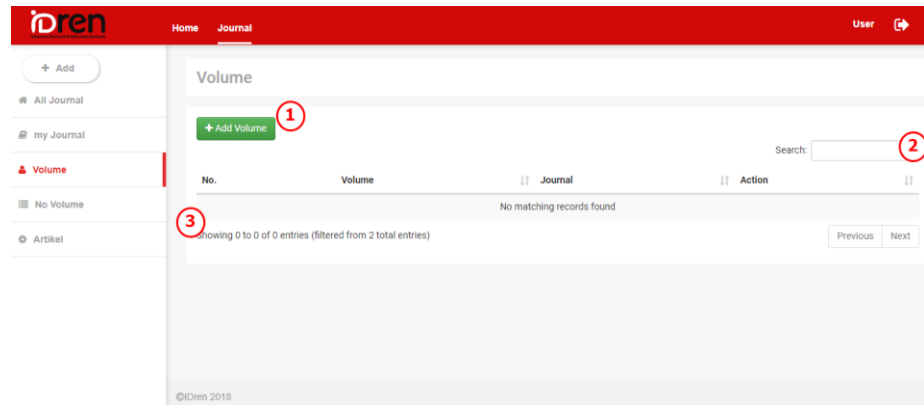 iDren
Home Journal User
+ Add
All Journal
my Journal
Volume
No Volume
Artikel
Volume
+ Add Volume
1
Search:
2
No. Volume Journal Action
No matching records found
3
Showing 0 to 0 of 0 entries (filtered from 2 total entries)
Previous Next
©iDren 2018